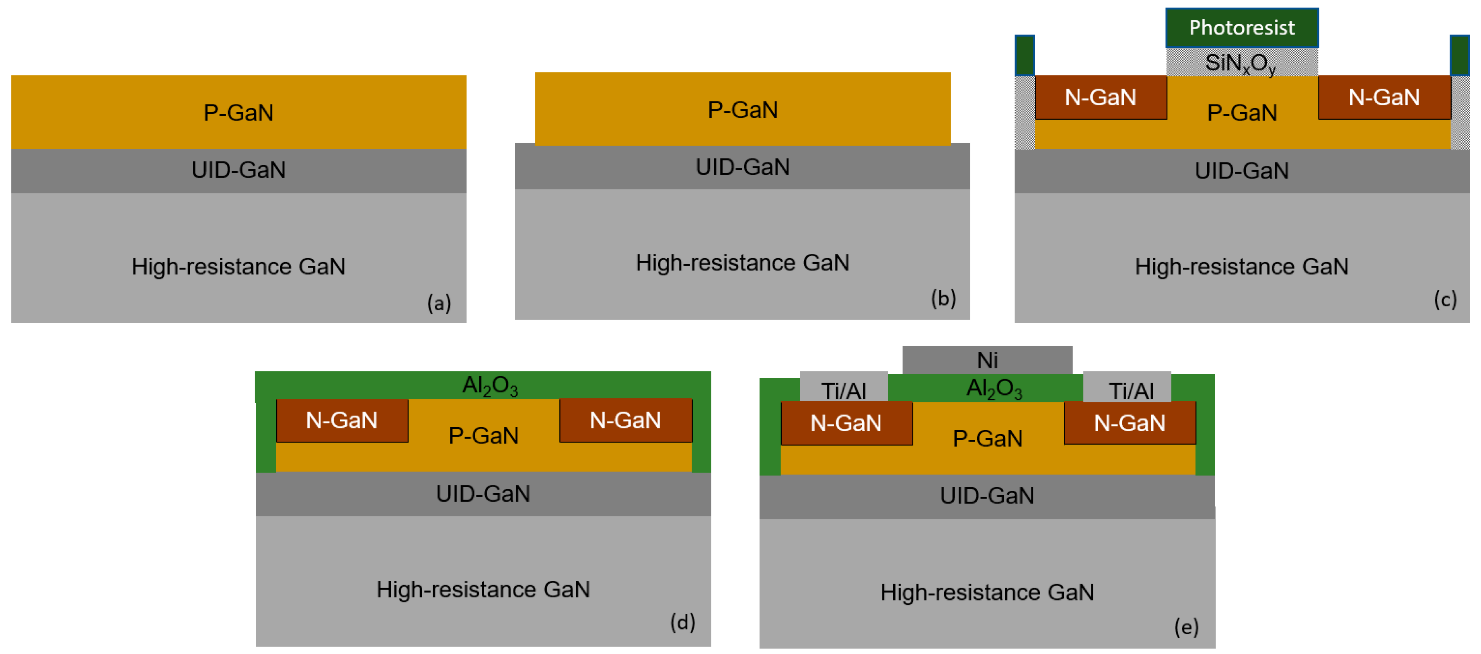 P-GaN
UID-GaN
High-resistance GaN
(a)
P-GaN
UID-GaN
High-resistance GaN
(b)
Photoresist
SiNₓOᵧ
N-GaN
P-GaN
N-GaN
UID-GaN
High-resistance GaN
(c)
Al₂O₃
N-GaN
P-GaN
N-GaN
UID-GaN
High-resistance GaN
(d)
Ni
Ti/Al
Al₂O₃
Ti/Al
N-GaN
P-GaN
N-GaN
UID-GaN
High-resistance GaN
(e)